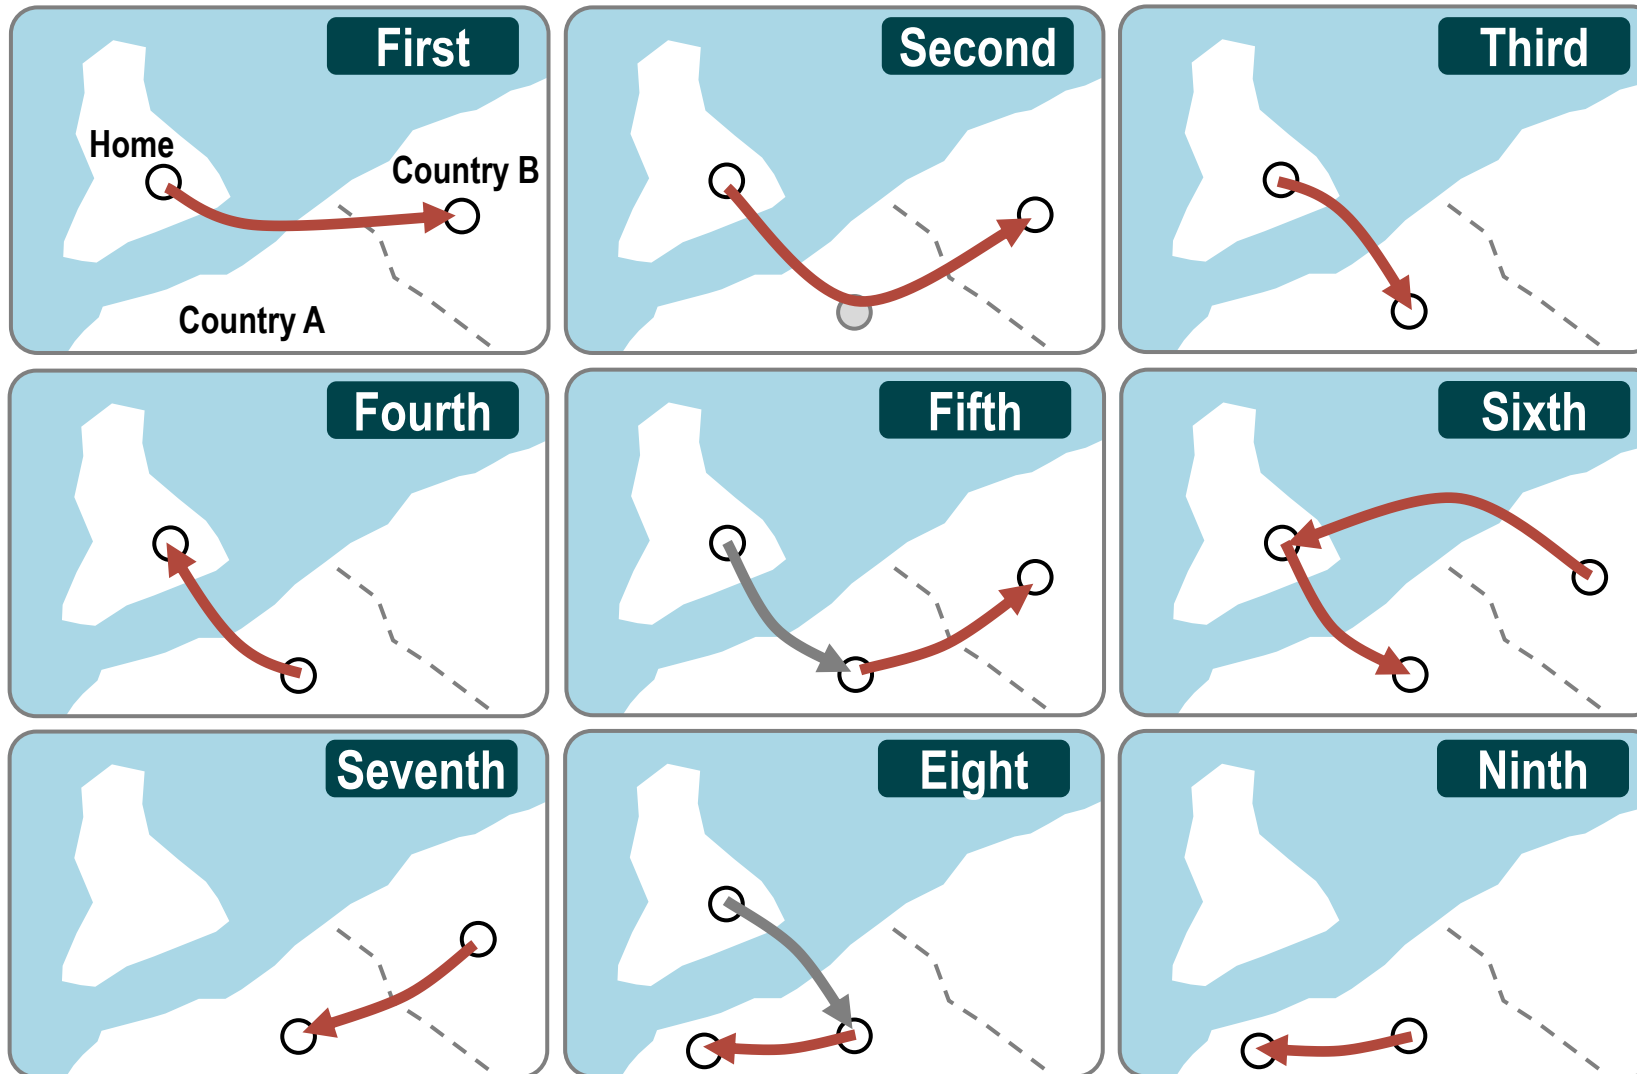 First
Home
Country B
Country A
Second
Third
Fourth
Fifth
Sixth
Seventh
Eight
Ninth